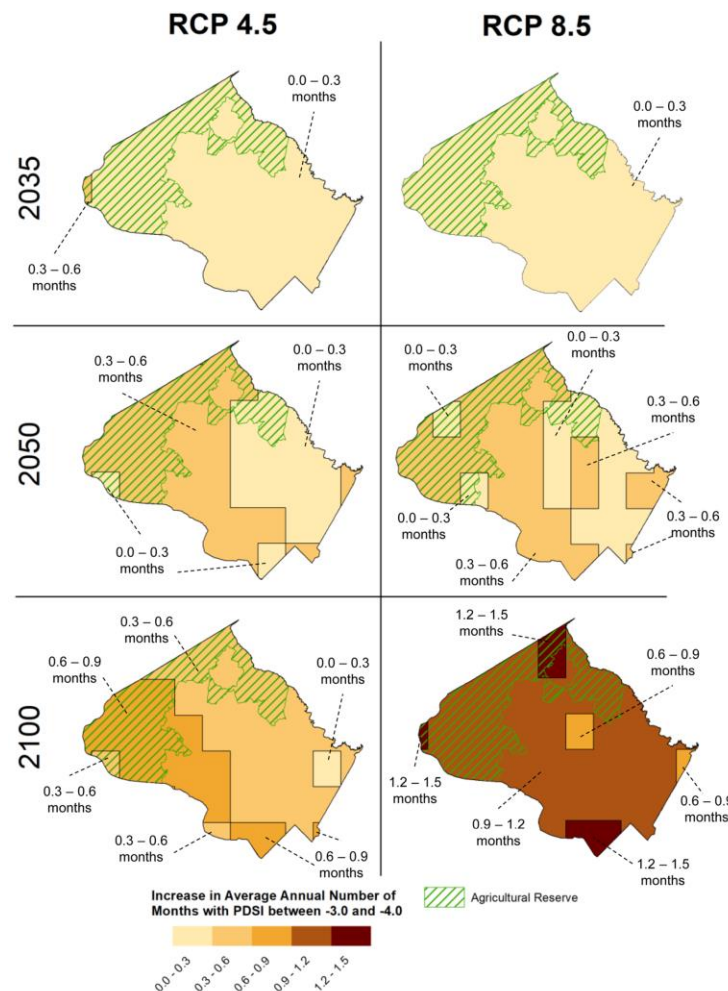 RCP 4.5
RCP 8.5
2035
0.0 – 0.3
months
0.3 – 0.6
months
0.0 – 0.3
months
2050
0.3 – 0.6
months
0.0 – 0.3
months
0.0 – 0.3
months
0.0 – 0.3
months
0.0 – 0.3
months
0.3 – 0.6
months
0.0 – 0.3
months
0.3 – 0.6
months
0.3 – 0.6
months
2100
0.3 – 0.6
months
0.6 – 0.9
months
0.0 – 0.3
months
0.3 – 0.6
months
0.3 – 0.6
months
0.6 – 0.9
months
1.2 – 1.5
months
0.6 – 0.9
months
1.2 – 1.5
months
0.9 – 1.2
months
0.6 – 0.9
months
1.2 – 1.5
months
Increase in Average Annual Number of
Months with PDSI between -3.0 and -4.0
Agricultural Reserve
0.0 - 0.3
0.3 - 0.6
0.6 - 0.9
0.9 - 1.2
1.2 - 1.5